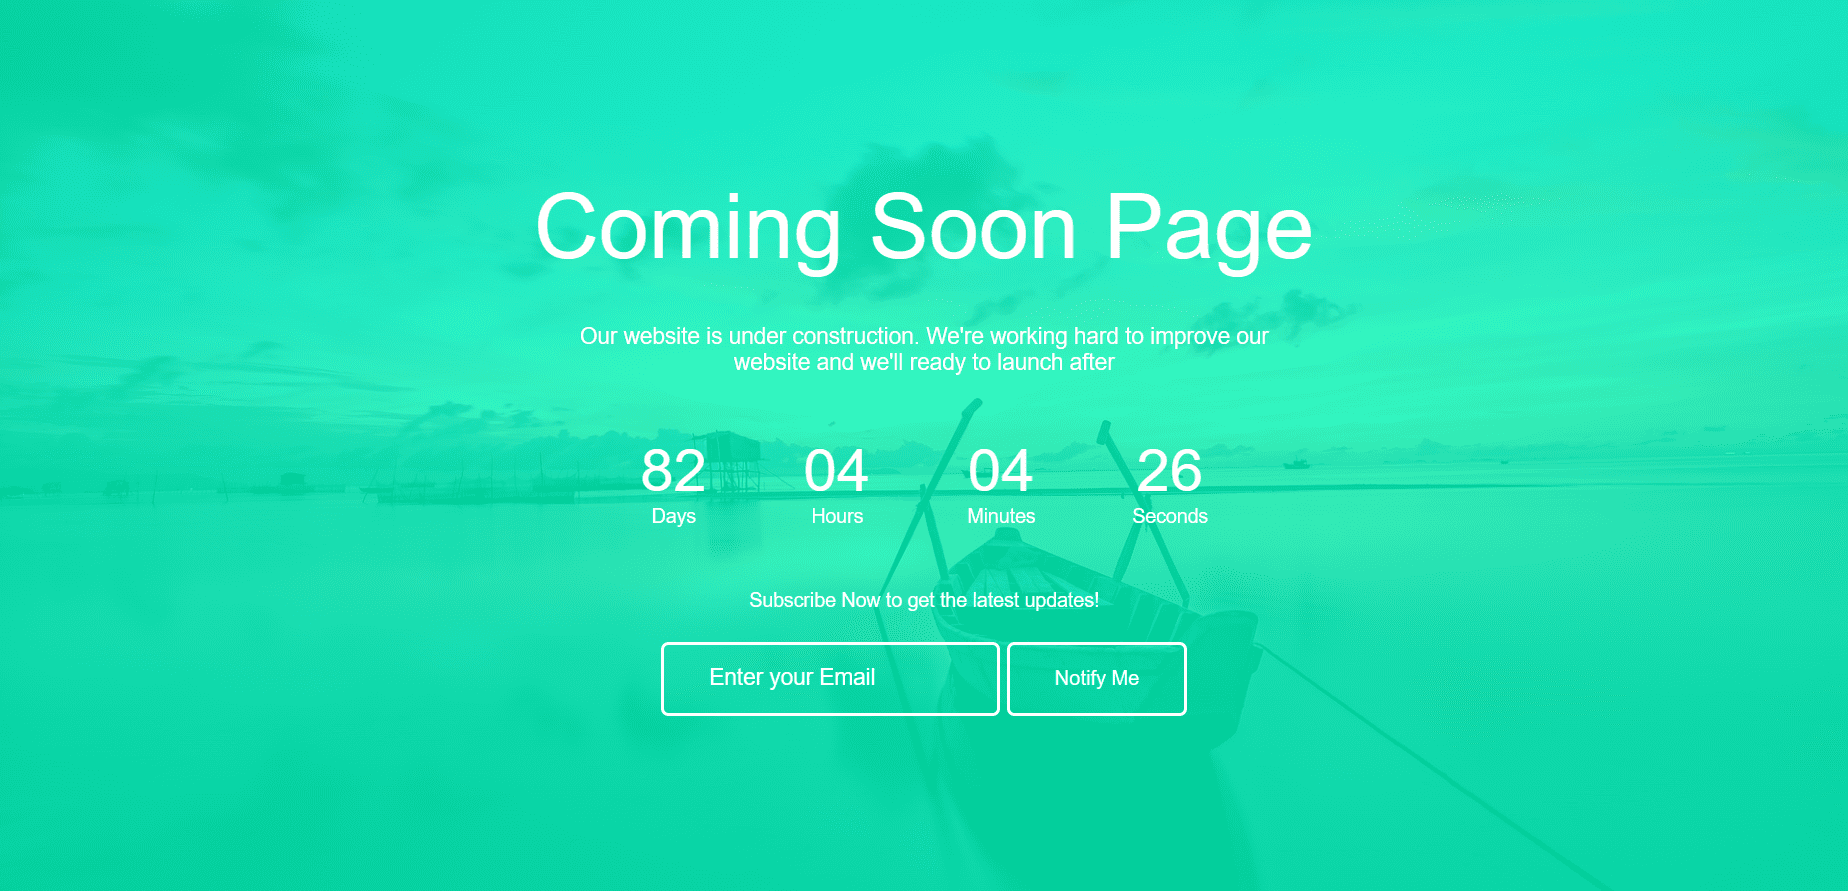 Coming Soon Page
Our website is under construction. We're working hard to improve our
website and we'll ready to launch after
82 04 04 26
Days Hours Minutes Seconds
Subscribe Now to get the latest updates!
Enter your Email Notify Me